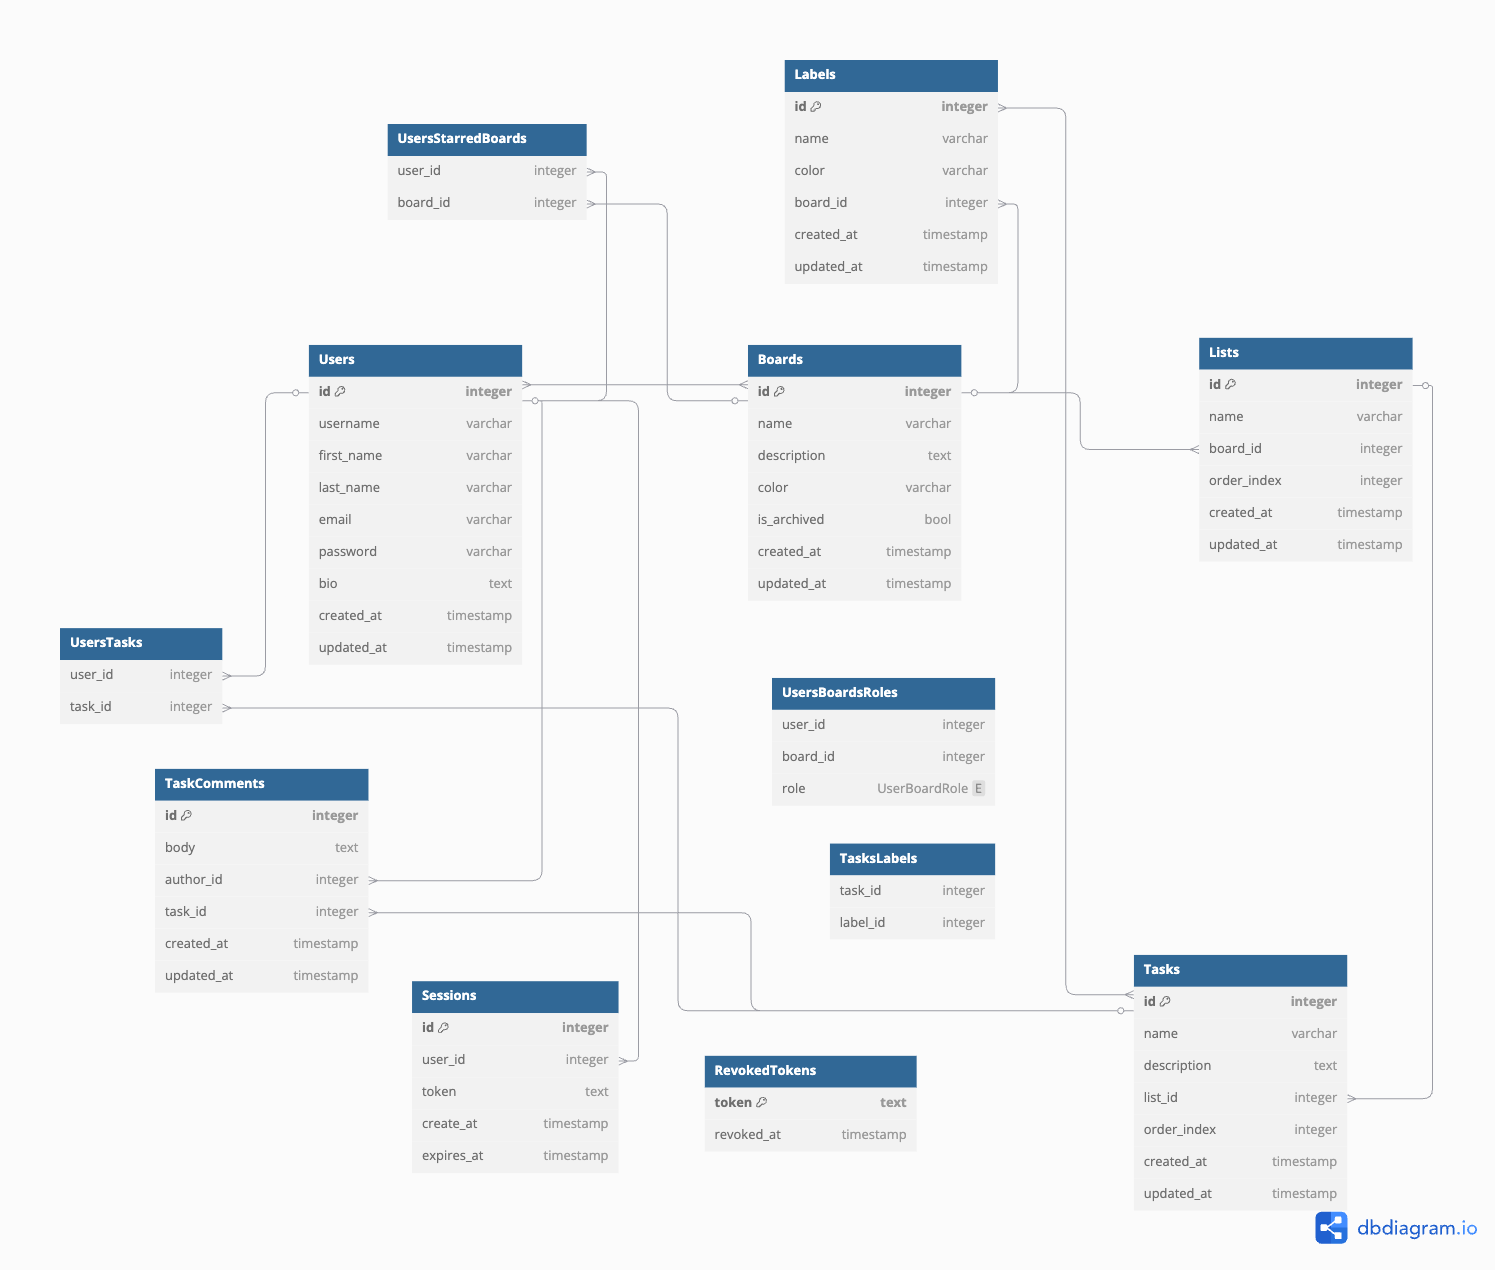 Labels
id integer
name varchar
color varchar
board_id integer
created_at timestamp
updated_at timestamp
UsersStarredBoards
user_id integer
board_id integer
Users
id integer
username varchar
first_name varchar
last_name varchar
email varchar
password varchar
bio text
created_at timestamp
updated_at timestamp
Boards
id integer
name varchar
description text
color varchar
is_archived bool
created_at timestamp
updated_at timestamp
Lists
id integer
name varchar
board_id integer
order_index integer
created_at timestamp
updated_at timestamp
UsersTasks
user_id integer
task_id integer
UsersBoardsRoles
user_id integer
board_id integer
role UserBoardRole E
TaskComments
id integer
body text
author_id integer
task_id integer
created_at timestamp
updated_at timestamp
TasksLabels
task_id integer
label_id integer
Sessions
id integer
user_id integer
token text
create_at timestamp
expires_at timestamp
RevokedTokens
token text
revoked_at timestamp
Tasks
id integer
name varchar
description text
list_id integer
order_index integer
created_at timestamp
updated_at timestamp
dbdiagram.io